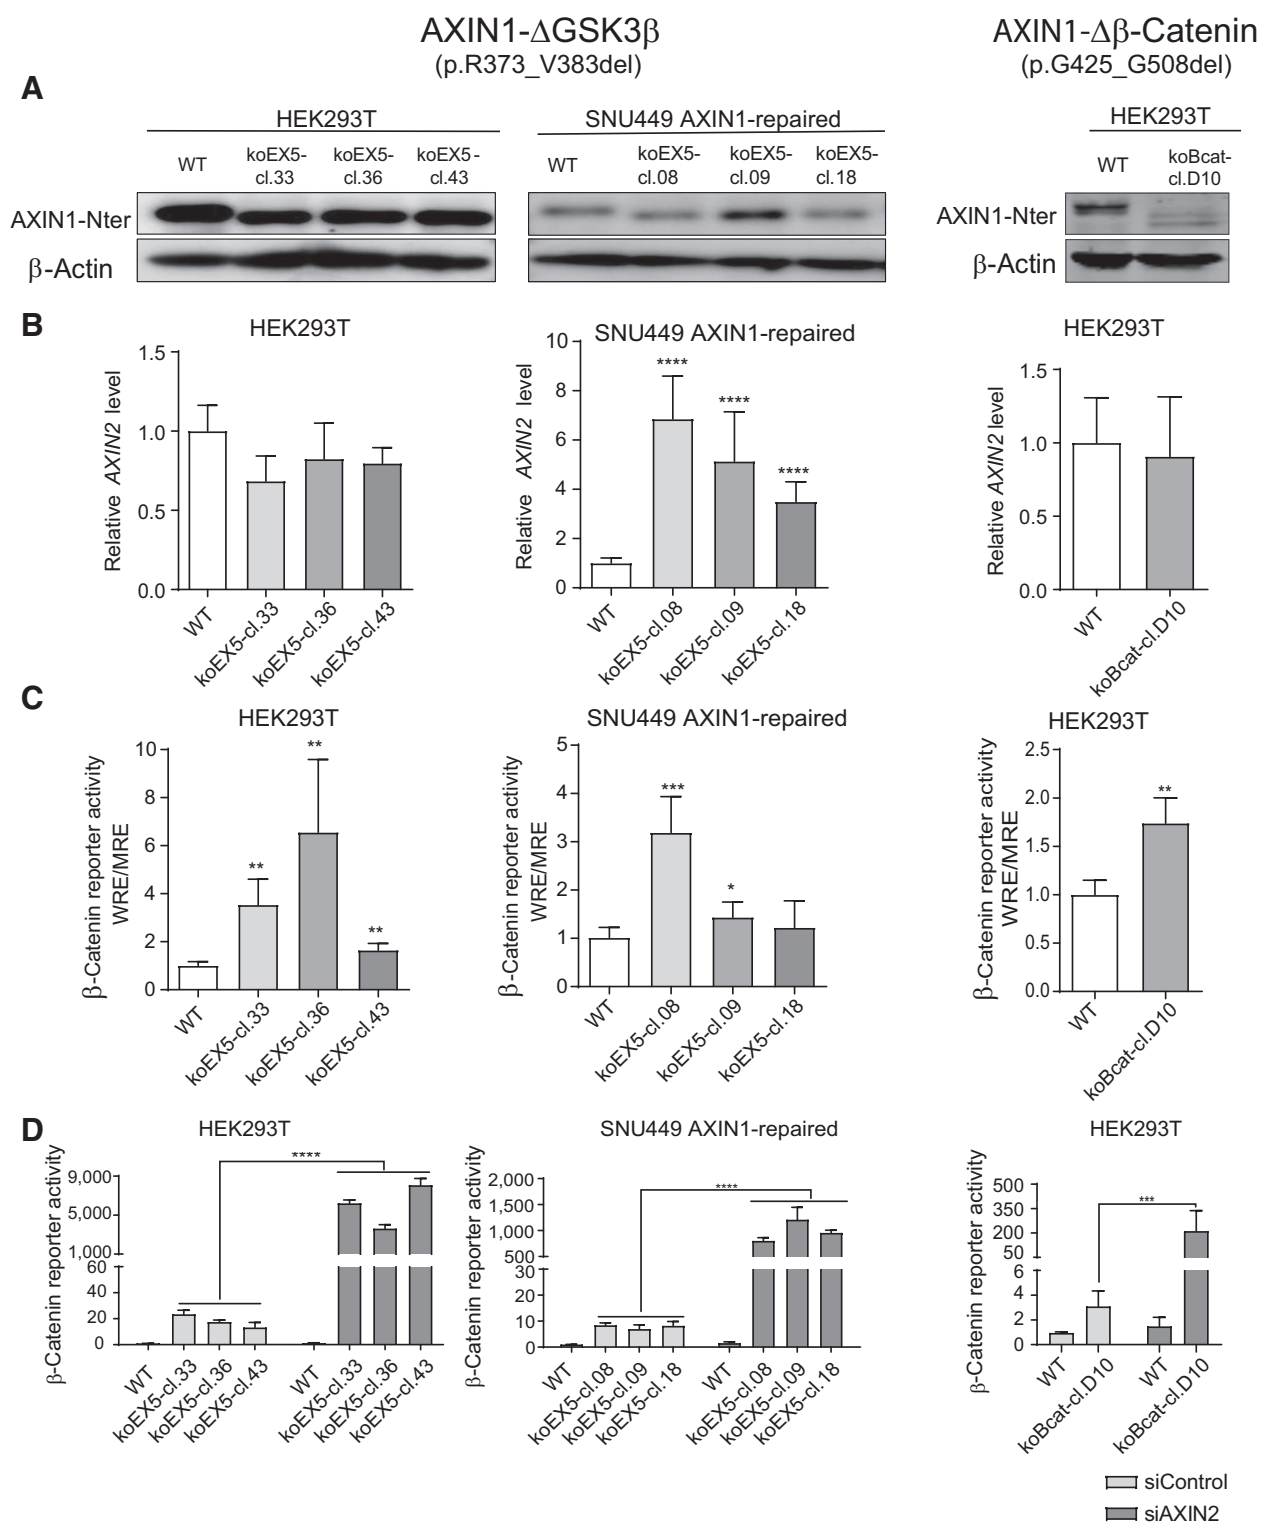 AXIN1-ΔGSK3β
(p.R373_V383del)
AXIN1-Δβ-Catenin
(p.G425_G508del)
A
HEK293T
WT
koEX5-
cl.33
koEX5-
cl.36
koEX5-
cl.43
SNU449 AXIN1-repaired
WT
koEX5-
cl.08
koEX5-
cl.09
koEX5-
cl.18
HEK293T
WT
koBcat-
cl.D10
AXIN1-Nter
β-Actin
AXIN1-Nter
β-Actin
B
HEK293T
Relative AXIN2 level
1.5
1.0
0.5
0.0
WT
koEX5-cl.33
koEX5-cl.36
koEX5-cl.43
SNU449 AXIN1-repaired
Relative AXIN2 level
10
8
6
4
2
0
****
****
****
WT
koEX5-cl.08
koEX5-cl.09
koEX5-cl.18
HEK293T
Relative AXIN2 level
1.5
1.0
0.5
0.0
WT
koBcat-cl.D10
C
HEK293T
β-Catenin reporter activity
WRE/MRE
10
8
6
4
2
0
**
**
**
WT
koEX5-cl.33
koEX5-cl.36
koEX5-cl.43
SNU449 AXIN1-repaired
β-Catenin reporter activity
WRE/MRE
5
4
3
2
1
0
***
*
WT
koEX5-cl.08
koEX5-cl.09
koEX5-cl.18
HEK293T
β-Catenin reporter activity
WRE/MRE
2.5
2.0
1.5
1.0
0.5
0.0
**
WT
koBcat-cl.D10
D
HEK293T
β-Catenin reporter activity
9,000
5,000
1,000
60
40
20
0
****
WT
koEX5-cl.33
koEX5-cl.36
koEX5-cl.43
WT
koEX5-cl.33
koEX5-cl.36
koEX5-cl.43
SNU449 AXIN1-repaired
β-Catenin reporter activity
2,000
1,500
1,000
500
30
20
10
0
****
WT
koEX5-cl.08
koEX5-cl.09
koEX5-cl.18
WT
koEX5-cl.08
koEX5-cl.09
koEX5-cl.18
HEK293T
β-Catenin reporter activity
500
350
200
50
6
4
2
0
***
WT
koBcat-cl.D10
WT
koBcat-cl.D10
siControl
siAXIN2